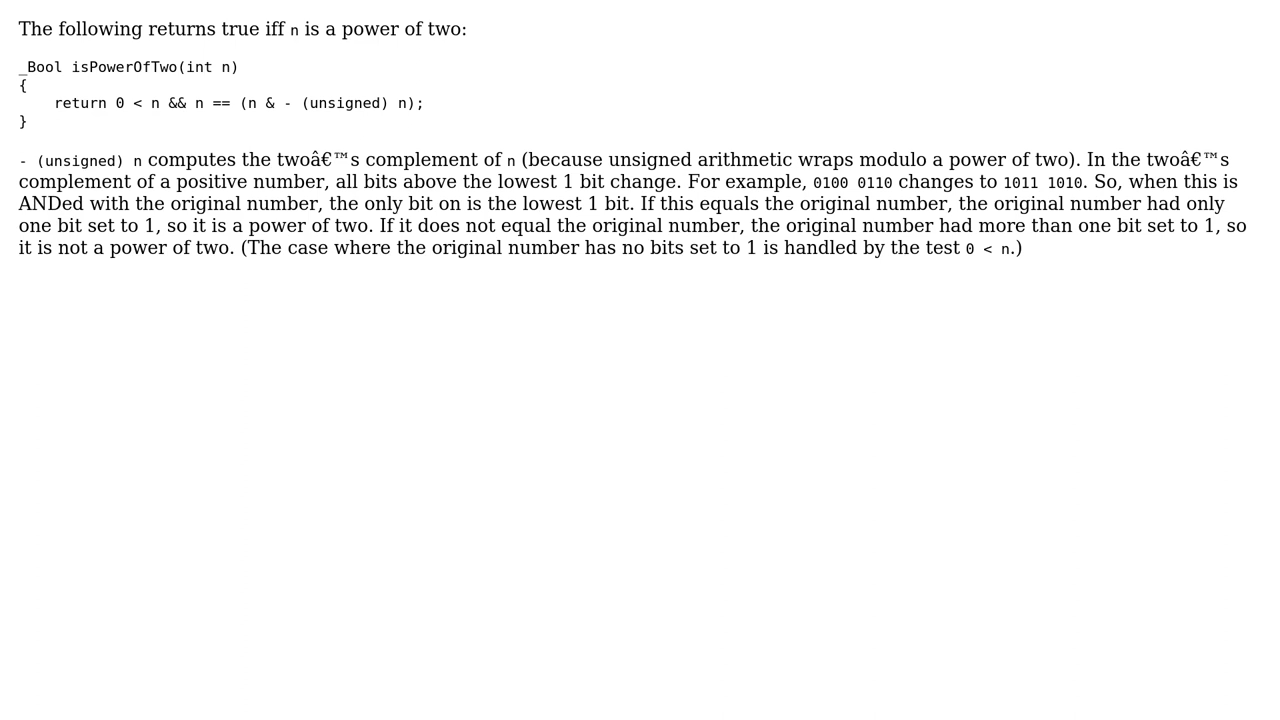 The following returns true iff n is a power of two:
_Bool isPowerOfTwo(int n)
{
    return 0 < n && n == (n & - (unsigned) n);
}
- (unsigned) n computes the twoâ€™s complement of n (because unsigned arithmetic wraps modulo a power of two). In the twoâ€™s
complement of a positive number, all bits above the lowest 1 bit change. For example, 0100 0110 changes to 1011 1010. So, when this is
ANDed with the original number, the only bit on is the lowest 1 bit. If this equals the original number, the original number had only
one bit set to 1, so it is a power of two. If it does not equal the original number, the original number had more than one bit set to 1, so
it is not a power of two. (The case where the original number has no bits set to 1 is handled by the test 0 < n.)